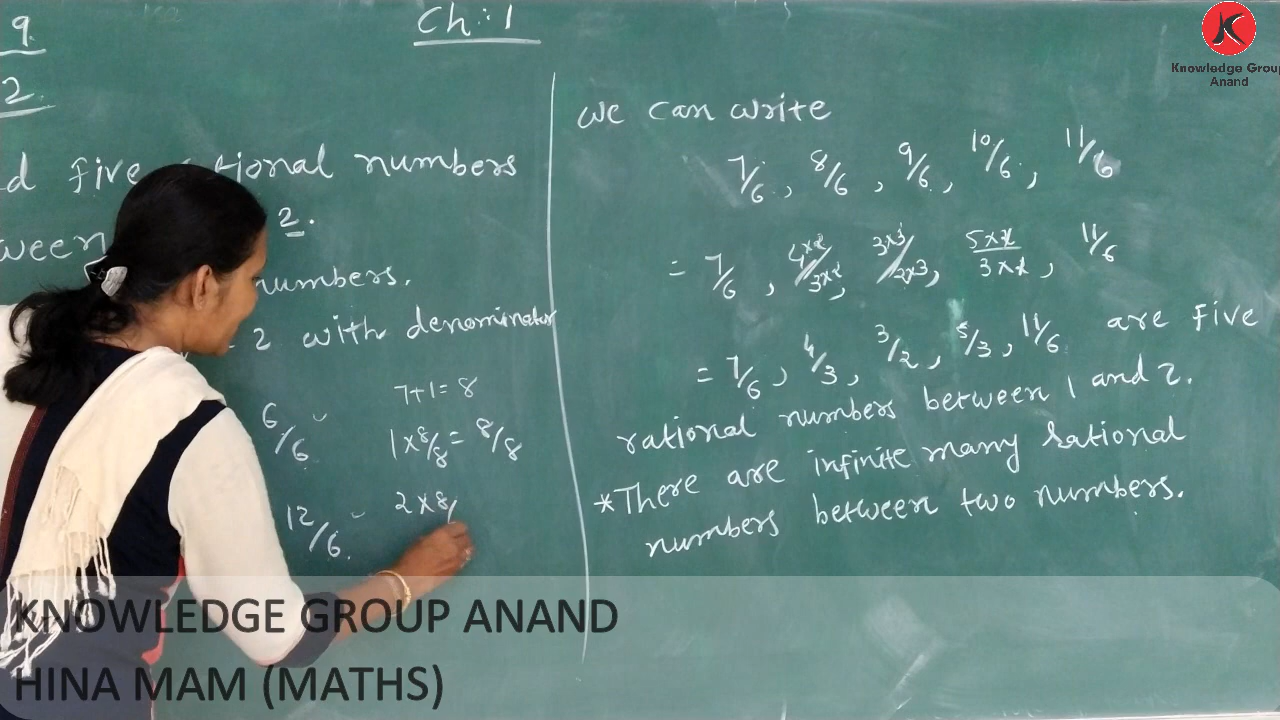 9
2
Ch : 1
d five rational numbers
ween 2.
numbers.
2 with denominator
7+1=8
6/6
1×8/8 = 8/8
12/6
2×8/
we can write
7/6, 8/6, 9/6, 10/6, 11/6
= 7/6, 4×2/3×2, 3×3/2×3, 5×2/3×2, 11/6
= 7/6, 4/3, 3/2, 5/3, 11/6 are five
rational numbers between 1 and 2.
*There are infinite many rational
numbers between two numbers.
Knowledge Group
Anand
KNOWLEDGE GROUP ANAND
HINA MAM (MATHS)